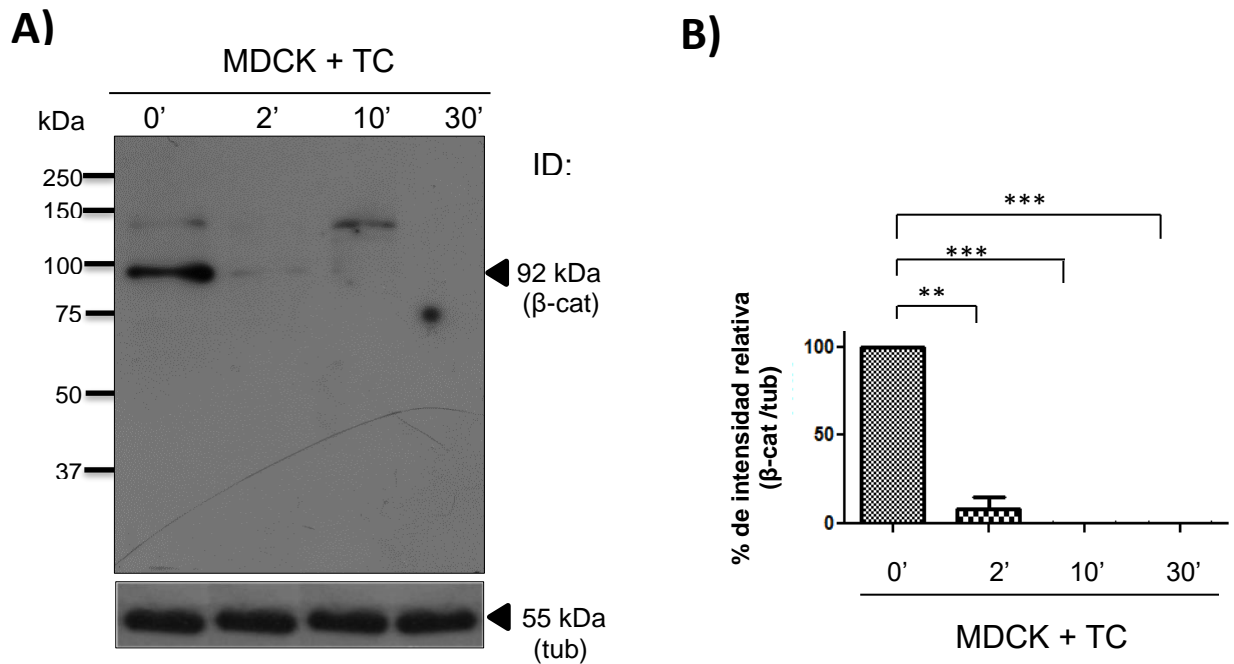 A)
MDCK + TC
kDa 0’ 2’ 10’ 30’
ID:
250
150
100
92 kDa
(β-cat)
75
50
37
55 kDa
(tub)
B)
***
***
**
% de intensidad relativa
(β-cat /tub)
100
50
0
0’ 2’ 10’ 30’
MDCK + TC